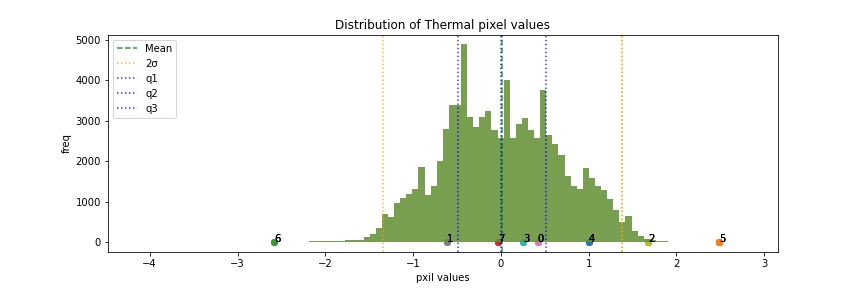 Distribution of Thermal pixel values
5000
4000
3000
2000
1000
0
freq
Mean
2σ
q1
q2
q3
6 1 7 3 0 4 2 5
−4 −3 −2 −1 0 1 2 3
pxil values